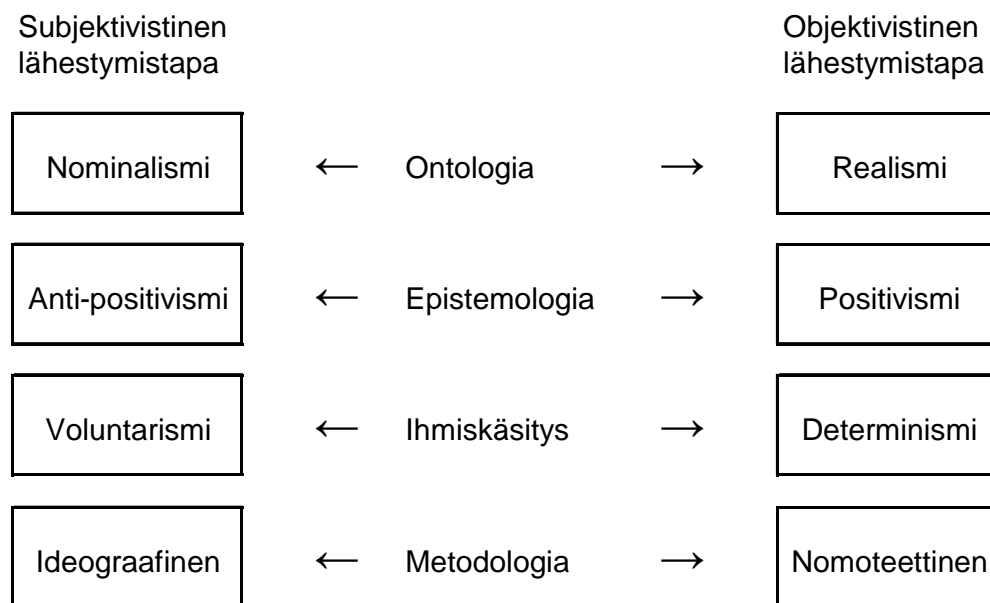 Subjektivistinen
lähestymistapa
Objektivistinen
lähestymistapa
Nominalismi ← Ontologia → Realismi
Anti-positivismi ← Epistemologia → Positivismi
Voluntarismi ← Ihmiskäsitys → Determinismi
Ideograafinen ← Metodologia → Nomoteettinen